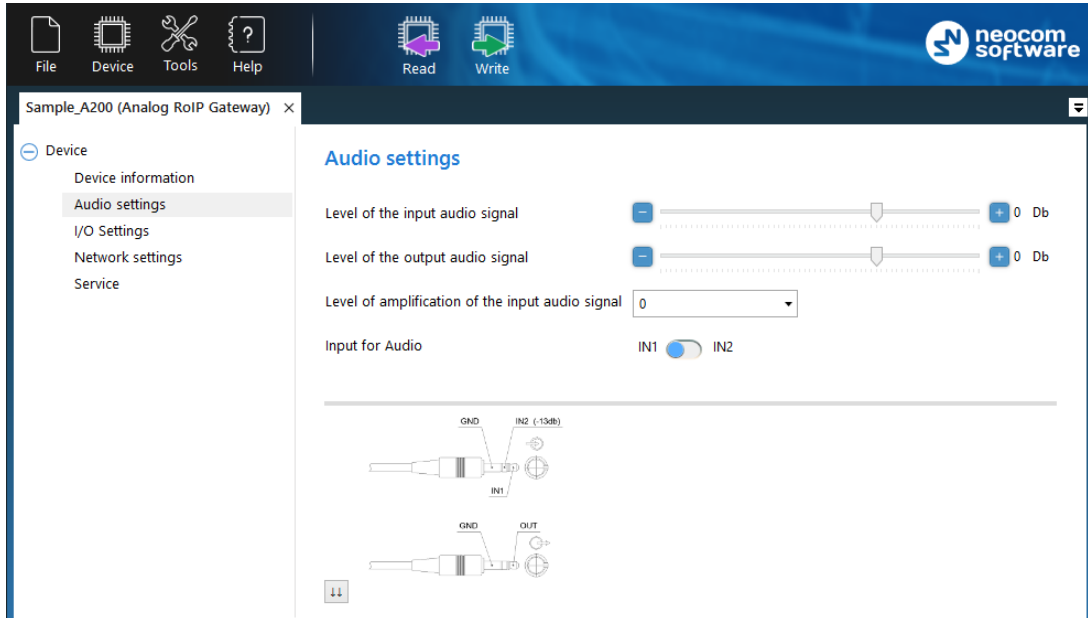 File Device Tools Help Read Write
neocom
software
Sample_A200 (Analog RoIP Gateway) ×
Device
Device information
Audio settings
I/O Settings
Network settings
Service
Audio settings
Level of the input audio signal 0 Db
Level of the output audio signal 0 Db
Level of amplification of the input audio signal 0
Input for Audio IN1 IN2
GND IN2 (-13db)
IN1
GND OUT